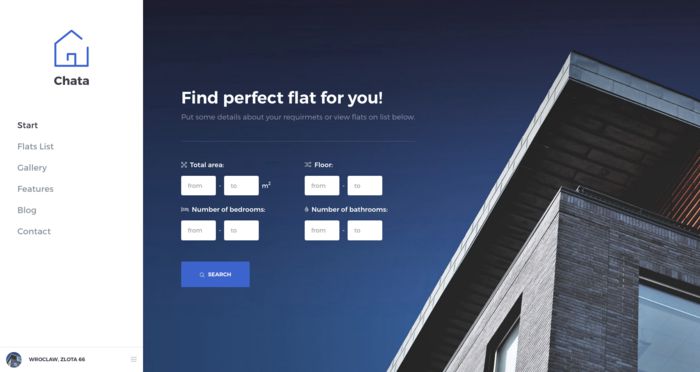 Chata
Start
Flats List
Gallery
Features
Blog
Contact
WROCLAW, ZLOTA 66
Find perfect flat for you!
Put some details about your requirmets or view flats on list below.
Total area:
from - to m²
Floor:
from - to
Number of bedrooms:
from - to
Number of bathrooms:
from - to
SEARCH